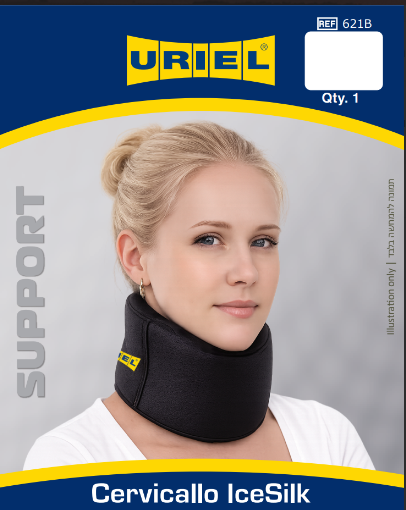 REF 621B
URIEL®
Qty. 1
SUPPORT
תמונה להמחשה בלבד | Illustration only
Cervicallo IceSilk